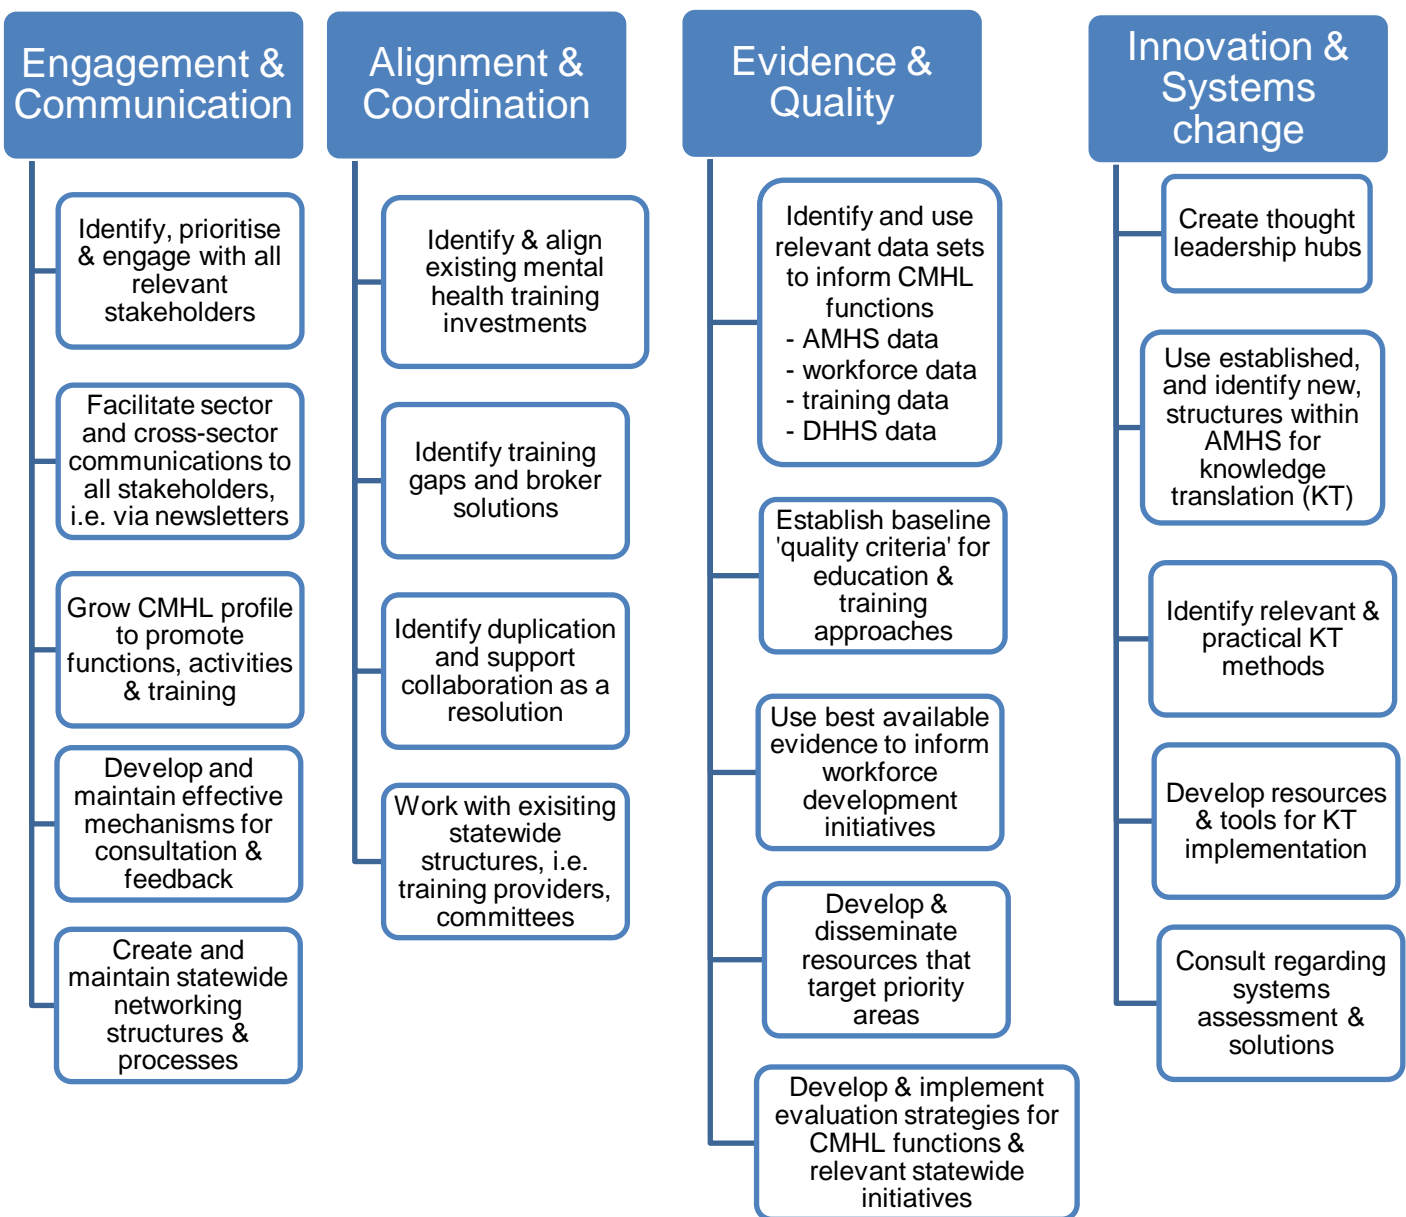 Engagement &
Communication
Identify, prioritise
& engage with all
relevant
stakeholders
Facilitate sector
and cross-sector
communications to
all stakeholders,
i.e. via newsletters
Grow CMHL profile
to promote
functions, activities
& training
Develop and
maintain effective
mechanisms for
consultation &
feedback
Create and
maintain statewide
networking
structures &
processes
Alignment &
Coordination
Identify & align
existing mental
health training
investments
Identify training
gaps and broker
solutions
Identify duplication
and support
collaboration as a
resolution
Work with exisiting
statewide
structures, i.e.
training providers,
committees
Evidence &
Quality
Identify and use
relevant data sets
to inform CMHL
functions
- AMHS data
- workforce data
- training data
- DHHS data
Establish baseline
'quality criteria' for
education &
training
approaches
Use best available
evidence to inform
workforce
development
initiatives
Develop &
disseminate
resources that
target priority
areas
Develop & implement
evaluation strategies for
CMHL functions &
relevant statewide
initiatives
Innovation &
Systems
change
Create thought
leadership hubs
Use established,
and identify new,
structures within
AMHS for
knowledge
translation (KT)
Identify relevant &
practical KT
methods
Develop resources
& tools for KT
implementation
Consult regarding
systems
assessment &
solutions